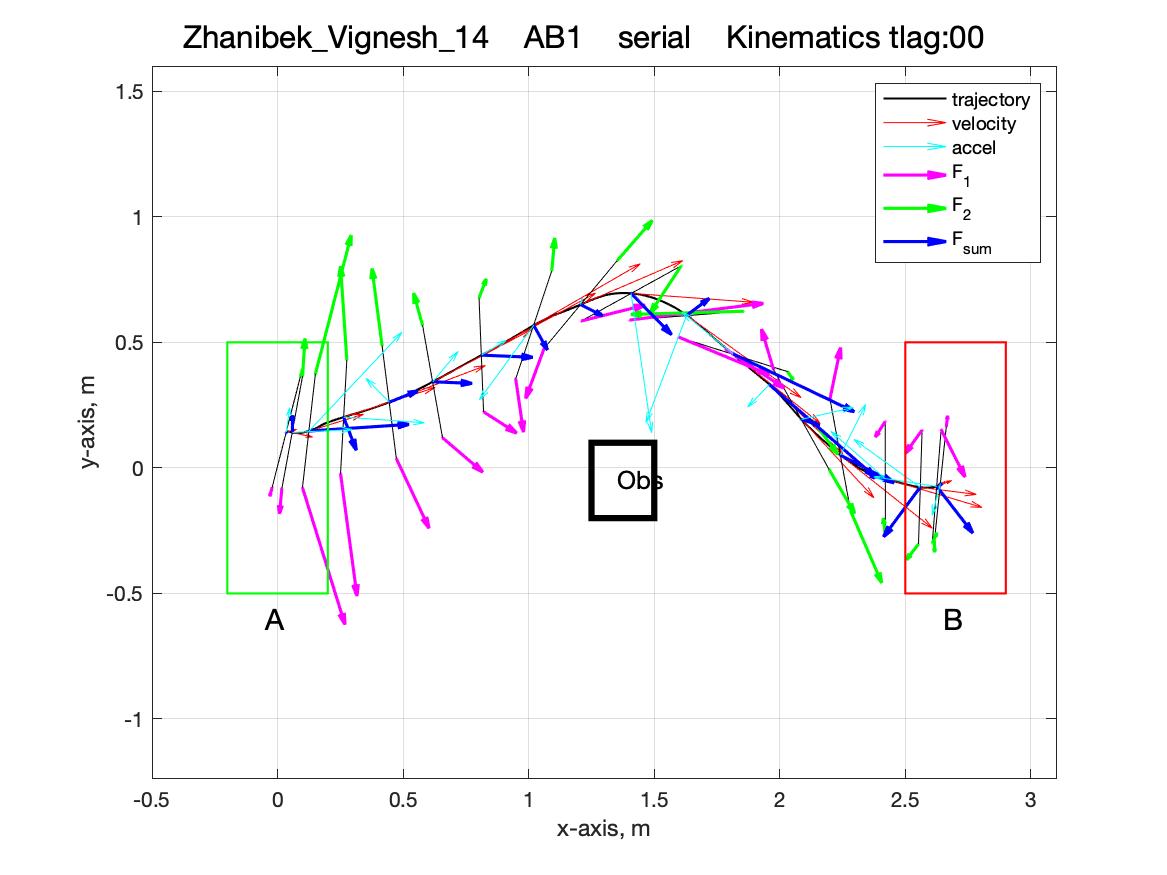 Zhanibek_Vignesh_14 AB1 serial Kinematics tlag:00
1.5
1
0.5
0
-0.5
-1
y-axis, m
trajectory
velocity
accel
F1
F2
Fsum
Obs
A
B
-0.5 0 0.5 1 1.5 2 2.5 3
x-axis, m